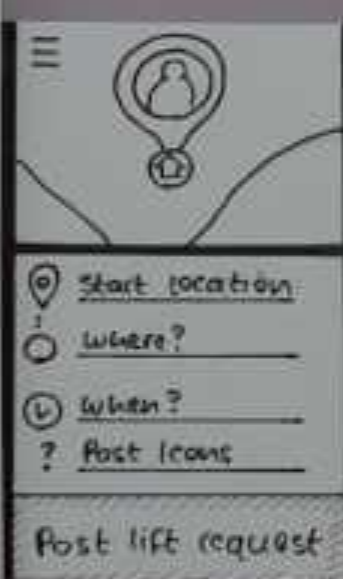 Start location
Where?
When?
? Post Icons
Post lift request